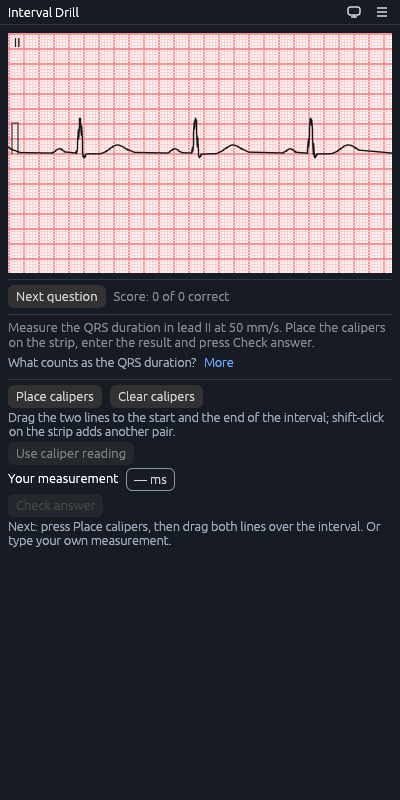 Interval Drill
II
Next question
Score: 0 of 0 correct
Measure the QRS duration in lead II at 50 mm/s. Place the calipers
on the strip, enter the result and press Check answer.
What counts as the QRS duration? More
Place calipers
Clear calipers
Drag the two lines to the start and the end of the interval; shift-click
on the strip adds another pair.
Use caliper reading
Your measurement — ms
Check answer
Next: press Place calipers, then drag both lines over the interval. Or
type your own measurement.